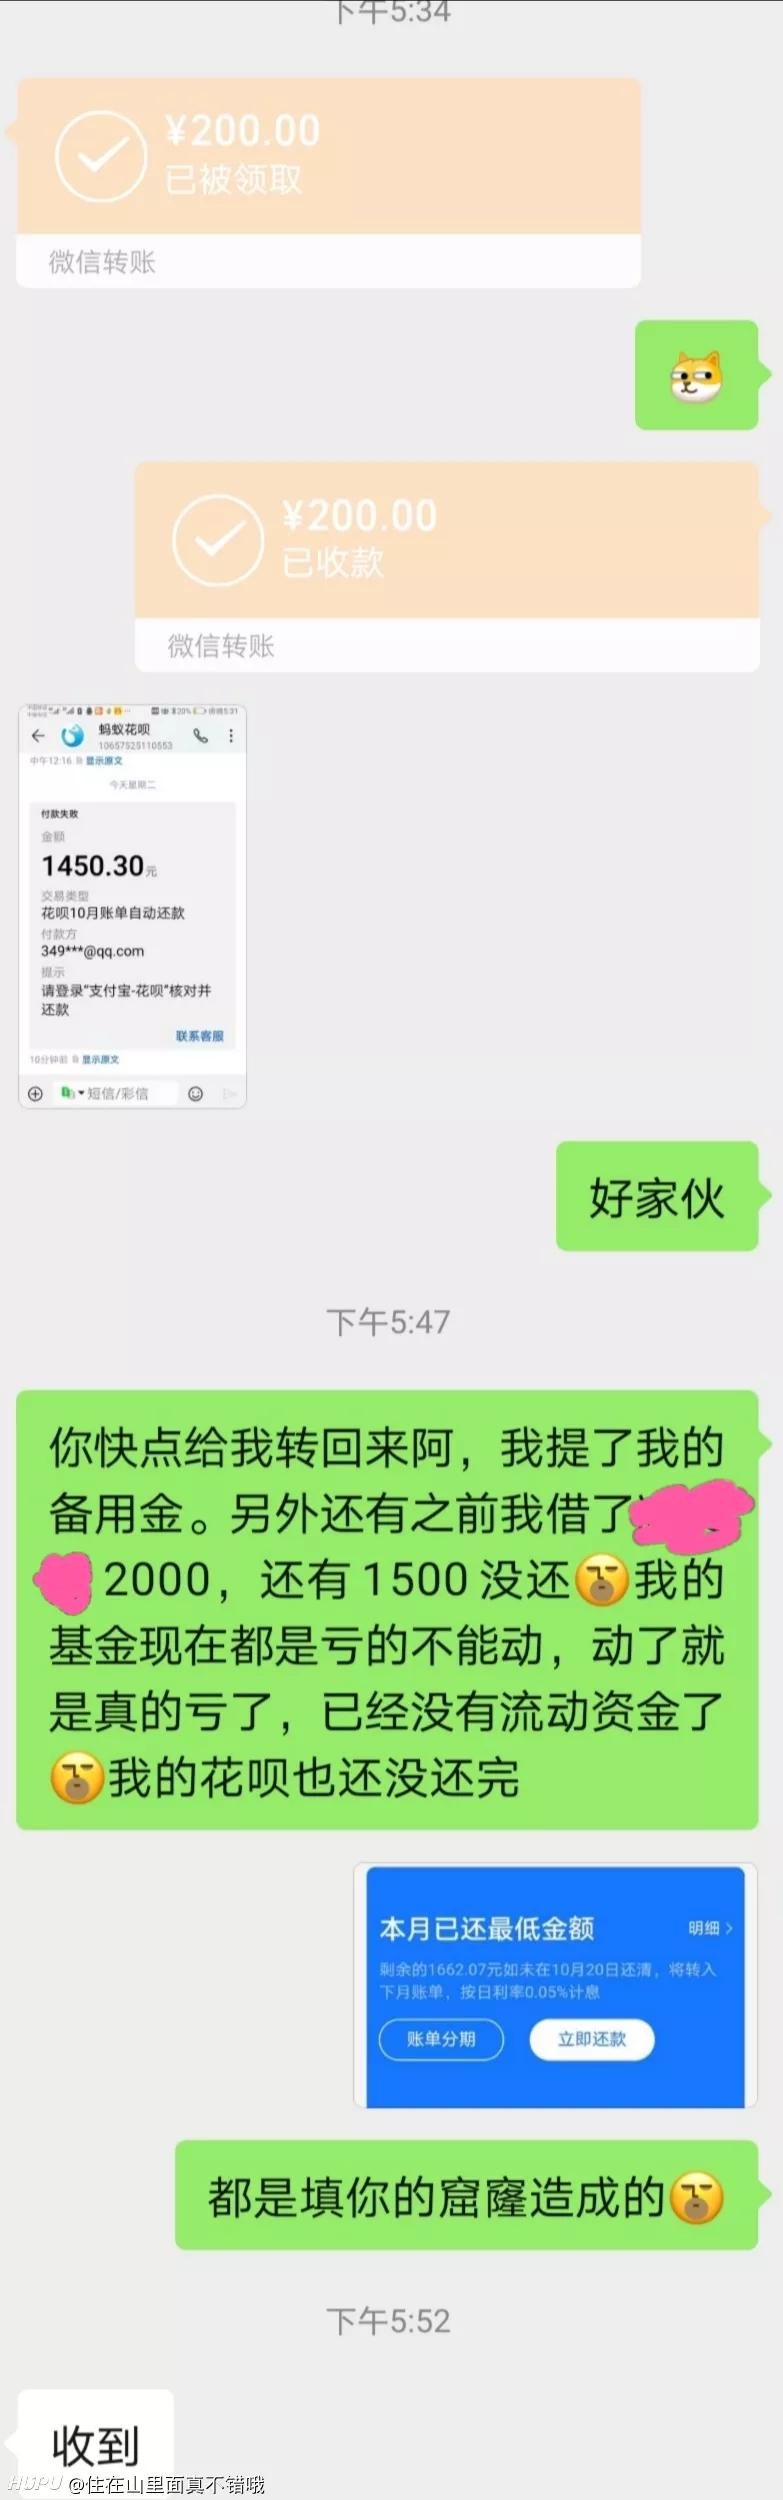 下午5:34
¥200.00
已被领取
微信转账
¥200.00
已收款
微信转账
蚂蚁花呗
10657525110553
中午12:16 显示原文
今天星期二
付款失败
金额
1450.30元
交易类型
花呗10月账单自动还款
付款方
349***@qq.com
提示
请登录“支付宝-花呗”核对并
还款
联系客服
10分钟前 显示原文
短信/彩信
好家伙
下午5:47
你快点给我转回来阿，我提了我的
备用金。另外还有之前我借了
2000，还有1500没还我的
基金现在都是亏的不能动，动了就
是真的亏了，已经没有流动资金了
我的花呗也还没还完
本月已还最低金额
明细 >
剩余的1662.07元如未在10月20日还清，将转入
下月账单，按日利率0.05%计息
账单分期
立即还款
都是填你的窟窿造成的
下午5:52
收到
HUPU @住在山里面真不错哦